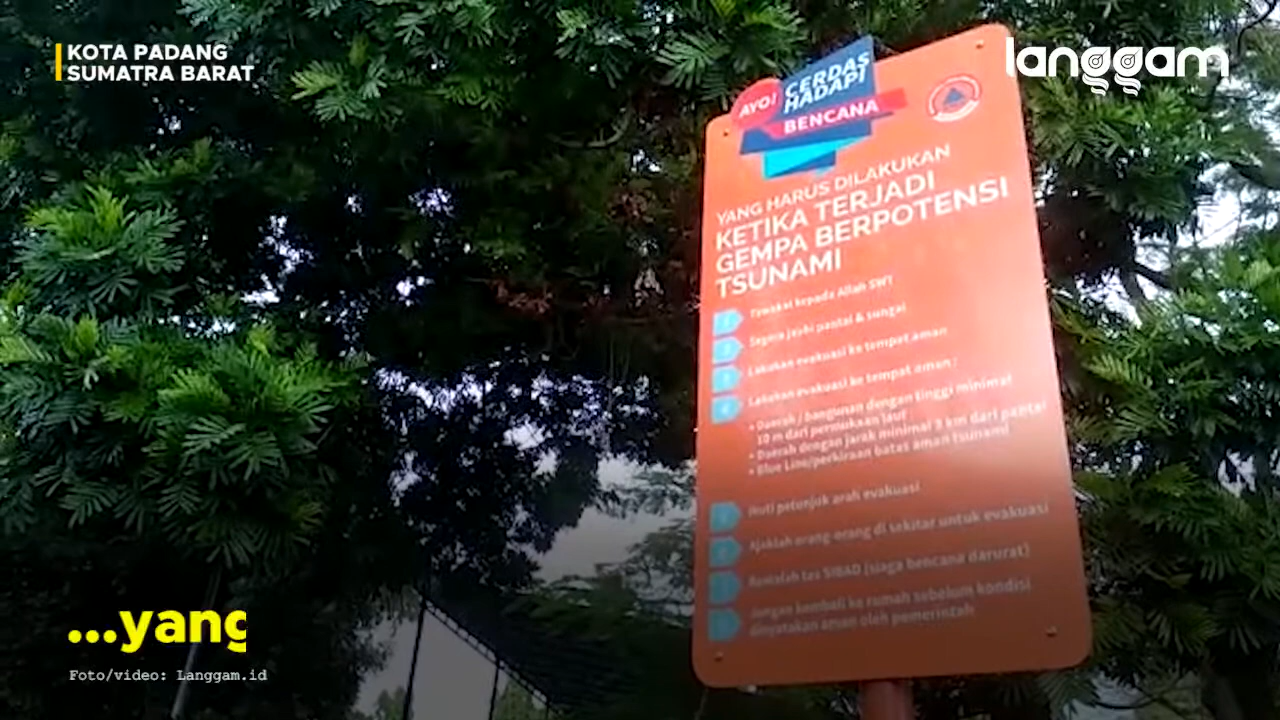 KOTA PADANG
SUMATRA BARAT
langgam
AYO!
CERDAS
HADAPI
BENCANA
YANG HARUS DILAKUKAN
KETIKA TERJADI
GEMPA BERPOTENSI
TSUNAMI
Tawakal kepada Allah SWT
Segera jauhi pantai & sungai
Lakukan evakuasi ke tempat aman
Lakukan evakuasi ke tempat aman :
• Daerah / bangunan dengan tinggi minimal
10 m dari permukaan laut
• Daerah dengan jarak minimal 3 km dari pantai
• Blue Line/perkiraan batas aman tsunami
Ikuti petunjuk arah evakuasi
Ajaklah orang-orang di sekitar untuk evakuasi
Bawalah tas SIBAD (siaga bencana darurat)
Jangan kembali ke rumah sebelum kondisi
dinyatakan aman oleh pemerintah
...yang
Foto/video: Langgam.id